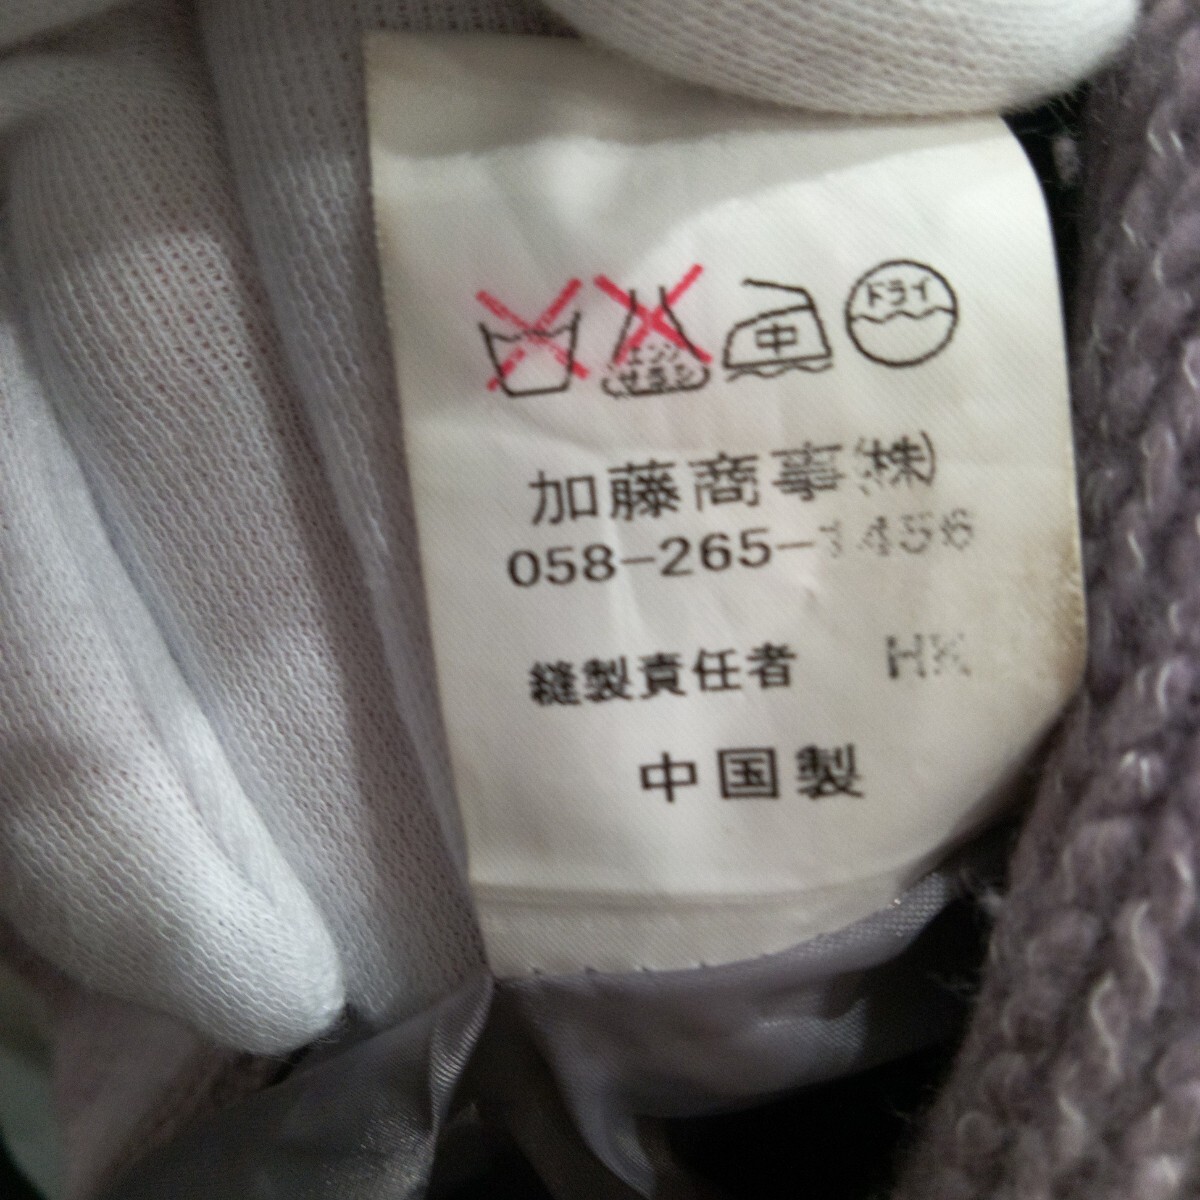 エンソ
サラシ
中
ドライ
加藤商事(株)
058-265-1456
縫製責任者 HK
中国製